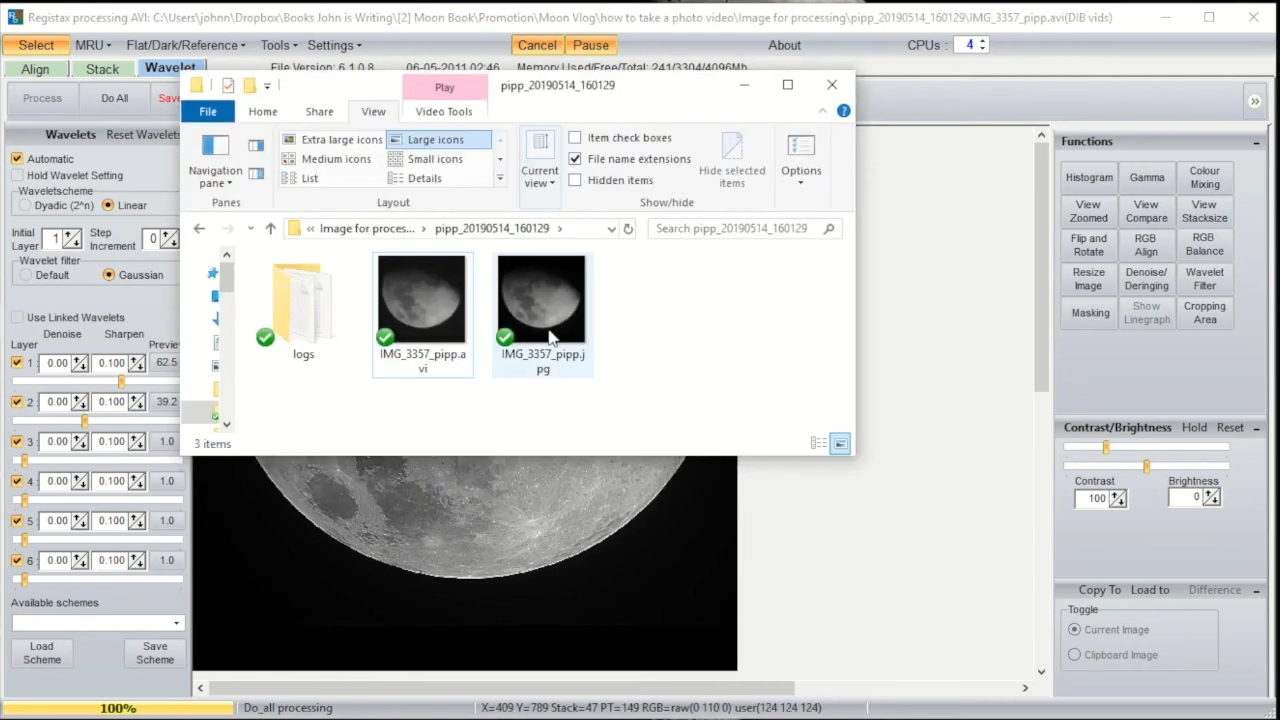 Registax processing AVI: C:\Users\johnn\Dropbox\Books John is Writing\[2] Moon Book\Promotion\Moon Vlog\how to take a photo video\Image for processing\pipp_20190514_160129\IMG_3357_pipp.avi(DIB vids)
Select MRU Flat/Dark/Reference Tools Settings Cancel Pause About CPUs: 4
Align Stack Wavelet File Version: 6.1.0.8 06-05-2011 02:46 Memory Used/Free/Total: 241/3304/4096Mb
Process Do All Save
Play pipp_20190514_160129
File Home Share View Video Tools
Navigation pane
Extra large icons Large icons
Medium icons Small icons
List Details
Current view
Item check boxes
File name extensions
Hidden items
Hide selected items
Options
Panes Layout Show/hide
« Image for proces... pipp_20190514_160129 Search pipp_20190514_160129
logs
IMG_3357_pipp.a
vi
IMG_3357_pipp.j
pg
3 items
Wavelets Reset Wavelets
Automatic
Hold Wavelet Setting
Waveletscheme
Dyadic (2^n) Linear
Initial Layer 1 Step Increment 0
Wavelet filter
Default Gaussian
Use Linked Wavelets
Denoise Sharpen
Layer Preview
1 : 0.00 0.100 62.5
2 : 0.00 0.100 39.2
3 : 0.00 0.100 1.0
4 : 0.00 0.100 1.0
5 : 0.00 0.100 1.0
6 : 0.00 0.100 1.0
Available schemes
Load Scheme Save Scheme
Functions
Histogram Gamma Colour Mixing
View Zoomed View Compare View Stacksize
Flip and Rotate RGB Align RGB Balance
Resize Image Denoise/ Deringing Wavelet Filter
Masking Show Linegraph Cropping Area
Contrast/Brightness Hold Reset
Contrast Brightness
100 0
Copy To Load to Difference
Toggle
Current Image
Clipboard Image
100% Do_all processing X=409 Y=789 Stack=47 PT=149 RGB=raw(0 110 0) user(124 124 124)